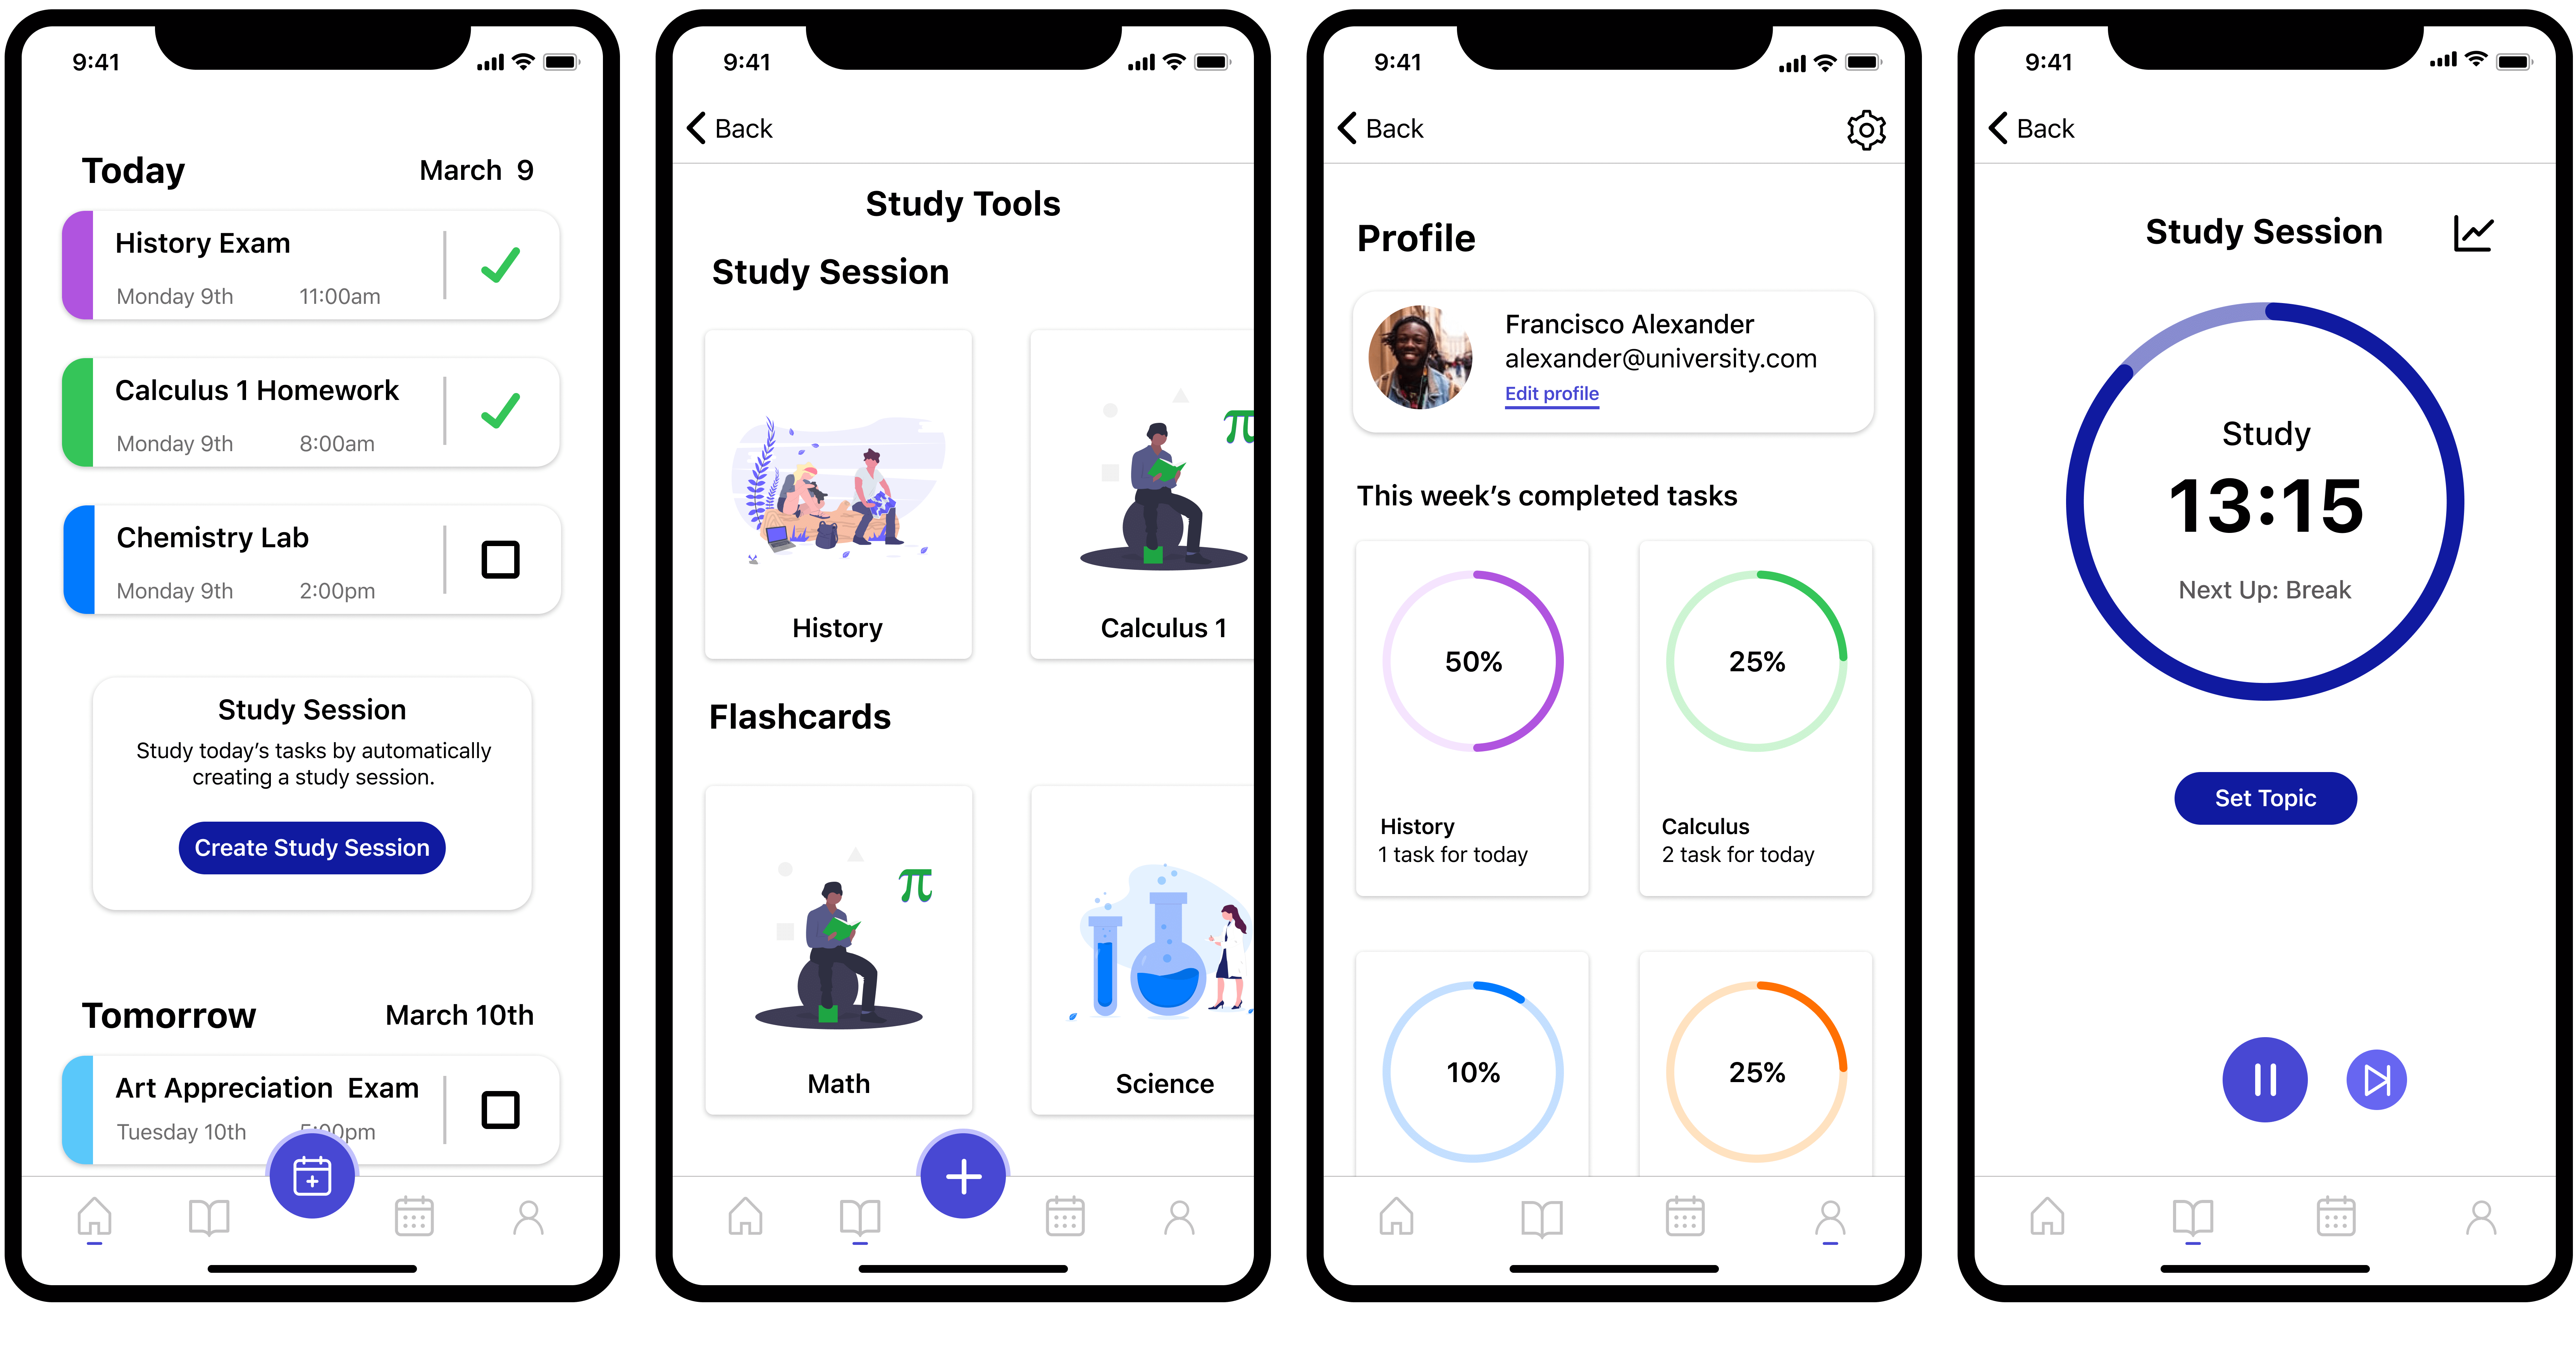 9:41
Today
March 9
History Exam
Monday 9th
11:00am
Calculus 1 Homework
Monday 9th
8:00am
Chemistry Lab
Monday 9th
2:00pm
Study Session
Study today’s tasks by automatically
creating a study session.
Create Study Session
Tomorrow
March 10th
Art Appreciation Exam
Tuesday 10th
5:00pm
9:41
Back
Study Tools
Study Session
π
History
Calculus 1
Flashcards
π
Math
Science
9:41
Back
Profile
Francisco Alexander
alexander@university.com
Edit profile
This week’s completed tasks
50%
25%
History
1 task for today
Calculus
2 task for today
10%
25%
9:41
Back
Study Session
Study
13:15
Next Up: Break
Set Topic